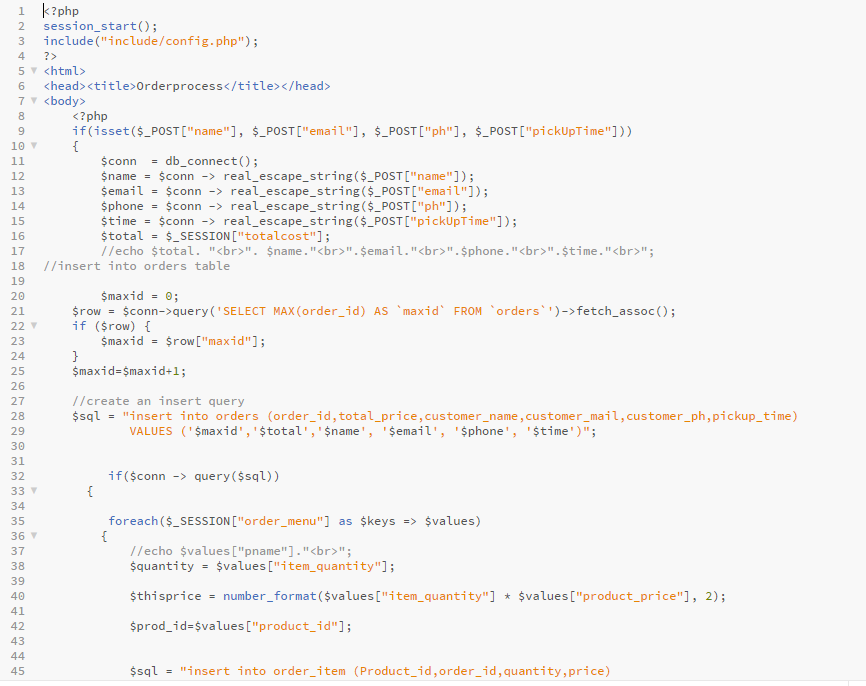 1 <?php
2 session_start();
3 include("include/config.php");
4 ?>
5 <html>
6 <head><title>Orderprocess</title></head>
7 <body>
8 <?php
9 if(isset($_POST["name"], $_POST["email"], $_POST["ph"], $_POST["pickUpTime"]))
10 {
11 $conn  = db_connect();
12 $name = $conn -> real_escape_string($_POST["name"]);
13 $email = $conn -> real_escape_string($_POST["email"]);
14 $phone = $conn -> real_escape_string($_POST["ph"]);
15 $time = $conn -> real_escape_string($_POST["pickUpTime"]);
16 $total = $_SESSION["totalcost"];
17 //echo $total. "<br>". $name."<br>".$email."<br>".$phone."<br>".$time."<br>";
18 //insert into orders table
19
20 $maxid = 0;
21 $row = $conn->query('SELECT MAX(order_id) AS `maxid` FROM `orders`')->fetch_assoc();
22 if ($row) {
23 $maxid = $row["maxid"];
24 }
25 $maxid=$maxid+1;
26
27 //create an insert query
28 $sql = "insert into orders (order_id,total_price,customer_name,customer_mail,customer_ph,pickup_time)
29 VALUES ('$maxid','$total','$name', '$email', '$phone', '$time')";
30
31
32 if($conn -> query($sql))
33 {
34
35 foreach($_SESSION["order_menu"] as $keys => $values)
36 {
37 //echo $values["pname"]."<br>";
38 $quantity = $values["item_quantity"];
39
40 $thisprice = number_format($values["item_quantity"] * $values["product_price"], 2);
41
42 $prod_id=$values["product_id"];
43
44
45 $sql = "insert into order_item (Product_id,order_id,quantity,price)